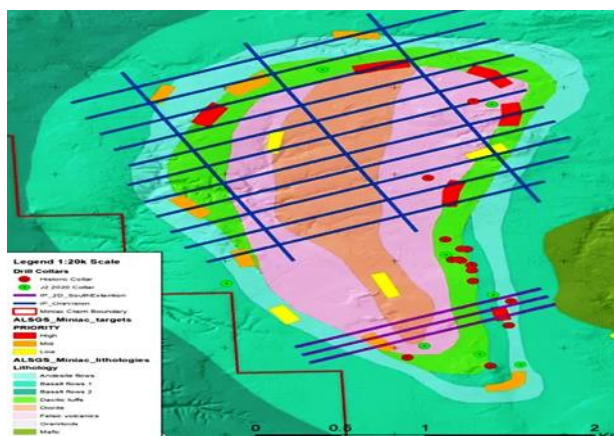 Legend 1:20k Scale
Drill Collars
Historic Collar
J2 2020 Collar
IP_2D_SouthExtention
IP_OreVision
Miniac Claim Boundary
ALSGS_Miniac_targets
PRIORITY
High
Mid
Low
ALSGS_Miniac_lithologies
Lithology
Andesite flows
Basalt flows 1
Basalt flows 2
Dacitic tuffs
Diorite
Felsic volcanics
Granitoids
Mafic
0 0.5 1 2